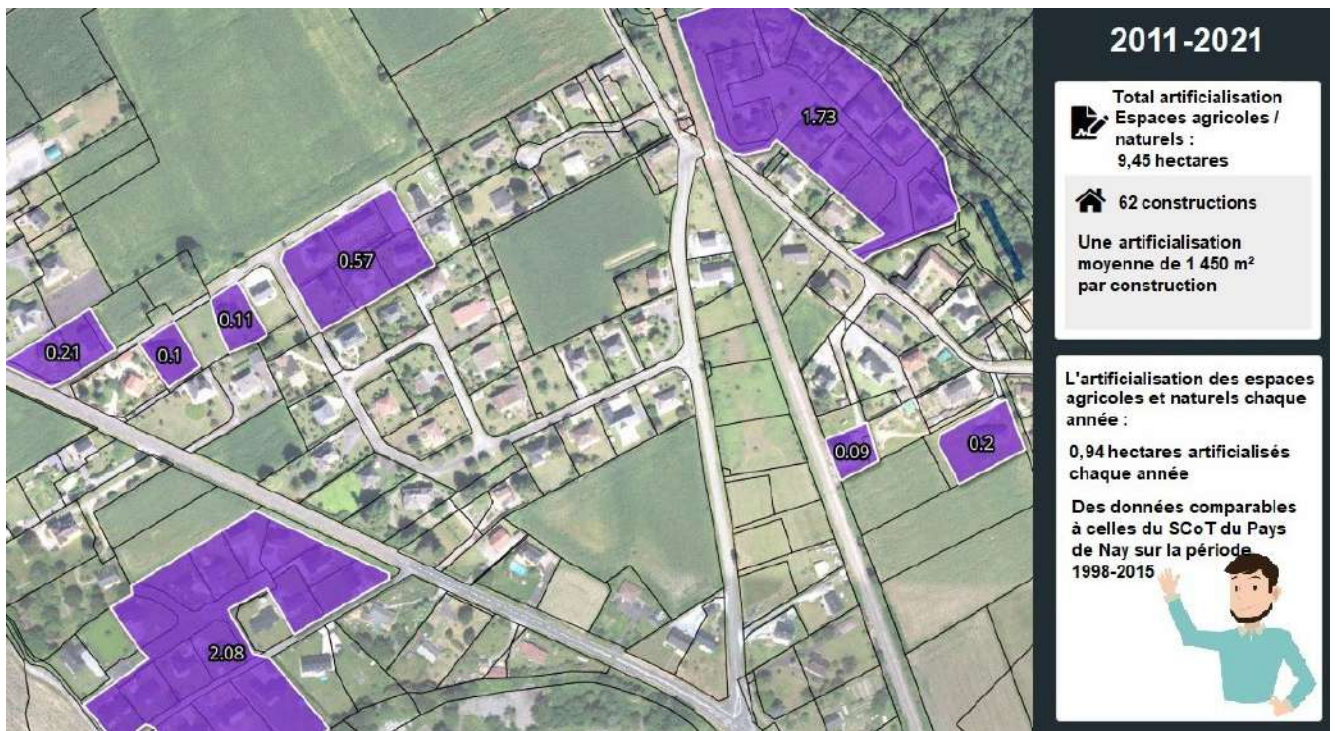 2011-2021
Total artificialisation
Espaces agricoles /
naturels :
9,45 hectares
62 constructions
Une artificialisation
moyenne de 1 450 m²
par construction
L'artificialisation des espaces
agricoles et naturels chaque
année :
0,94 hectares artificialisés
chaque année
Des données comparables
à celles du SCoT du Pays
de Nay sur la période
1998-2015
1.73
0.57
0.11
0.1
0.21
0.09
0.2
2.08